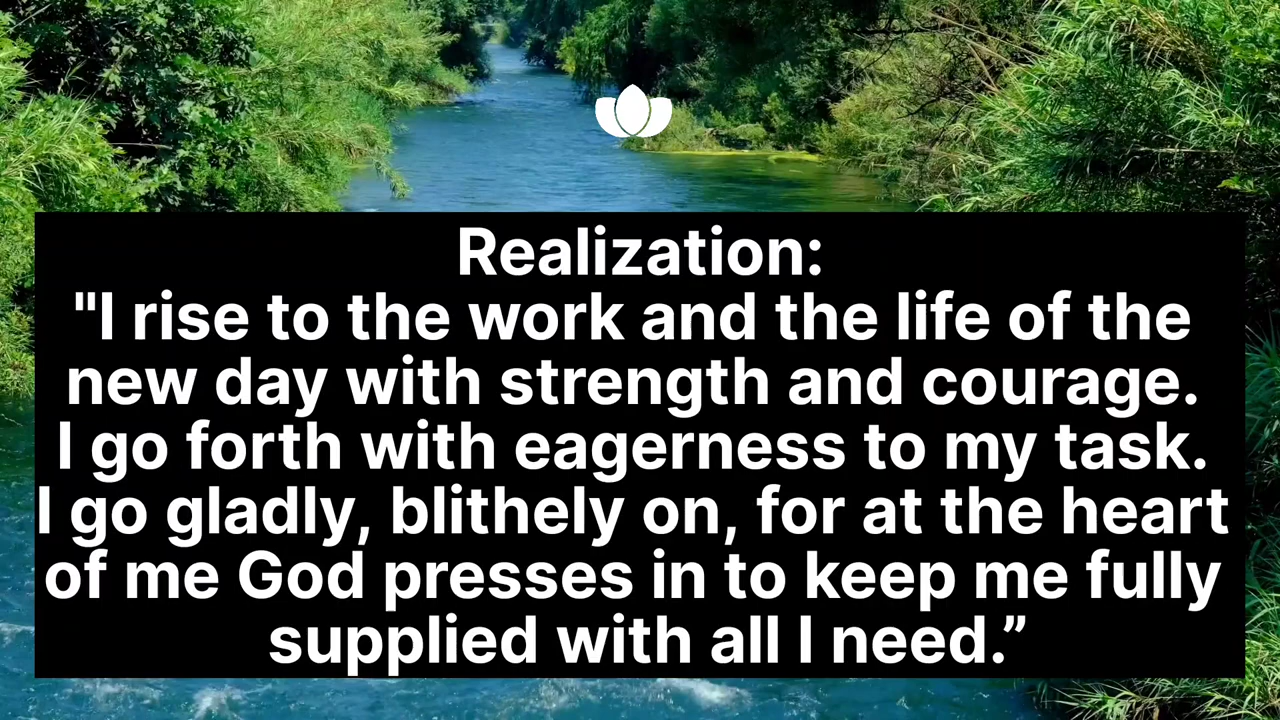 Realization:
"I rise to the work and the life of the
new day with strength and courage.
I go forth with eagerness to my task.
I go gladly, blithely on, for at the heart
of me God presses in to keep me fully
supplied with all I need.”